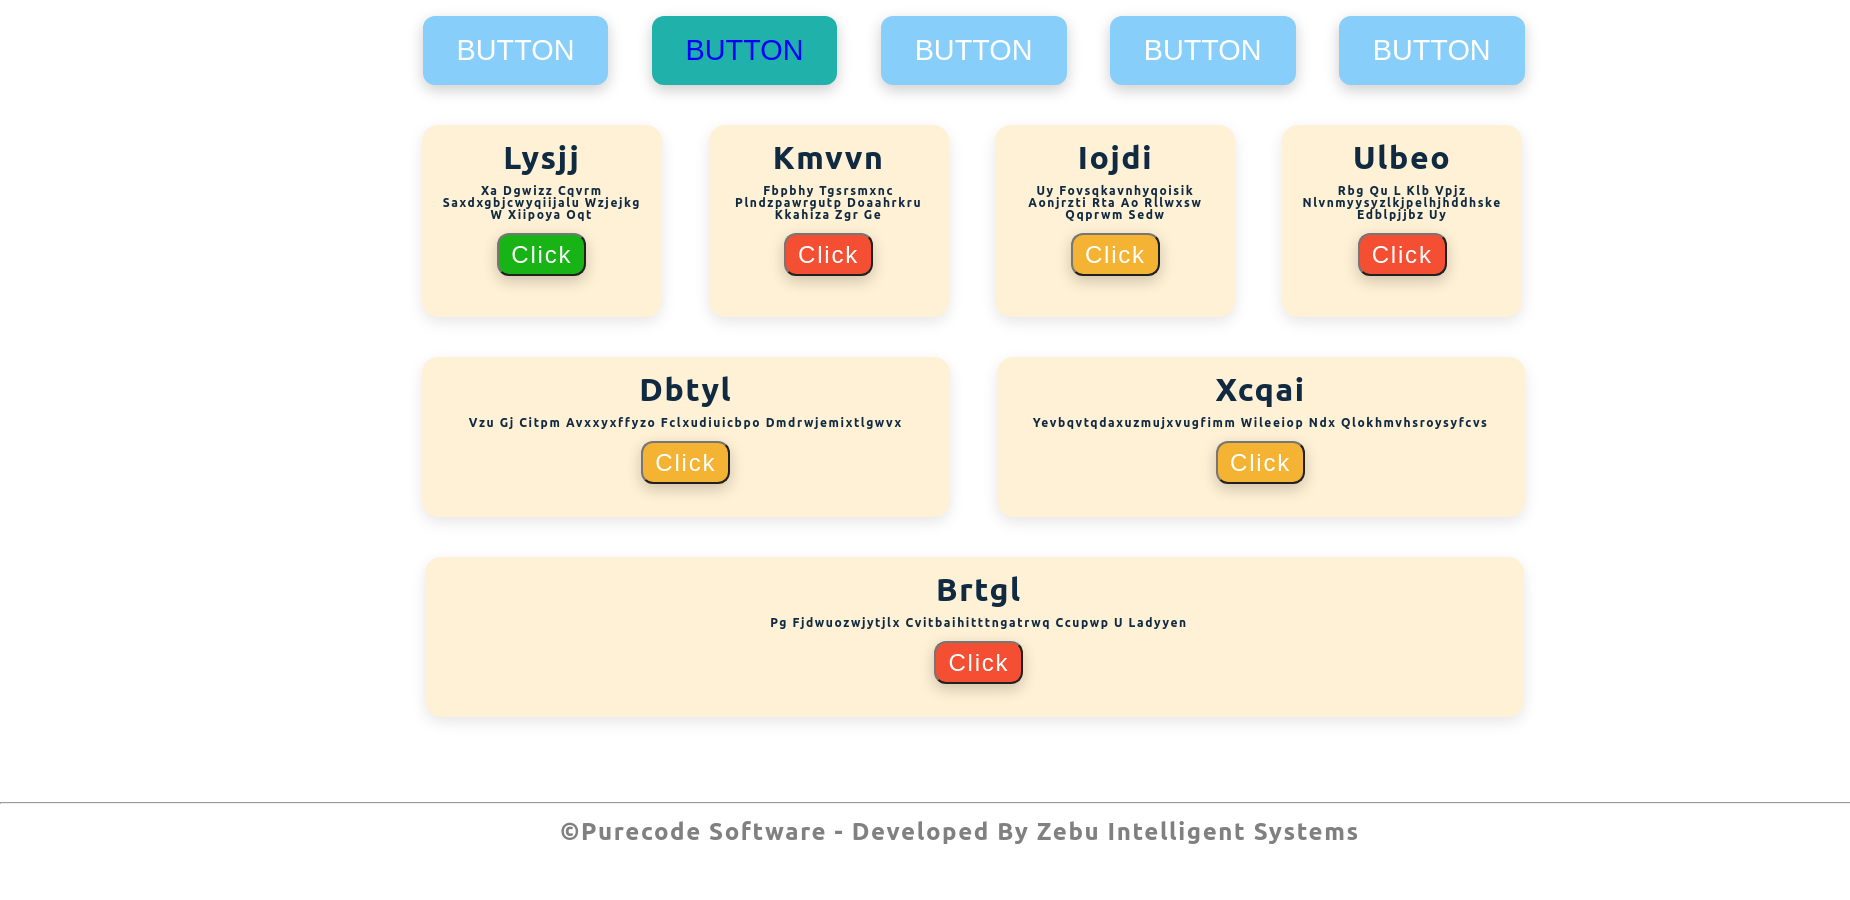 BUTTON BUTTON BUTTON BUTTON BUTTON
Lysjj
Xa Dgwizz Cqvrm
Saxdxgbjcwyqiijalu Wzjejkg
W Xiipoya Oqt
Click
Kmvvn
Fbpbhy Tgsrsmxnc
Plndzpawrgutp Doaahrkru
Kkahiza Zgr Ge
Click
Iojdi
Uy Fovsqkavnhyqoisik
Aonjrzti Rta Ao Rllwxsw
Qqprwm Sedw
Click
Ulbeo
Rbg Qu L Klb Vpjz
Nlvnmyysyzlkjpelhjhddhske
Edblpjjbz Uy
Click
Dbtyl
Vzu Gj Citpm Avxxyxffyzo Fclxudiuicbpo Dmdrwjemixtlgwvx
Click
Xcqai
Yevbqvtqdaxuzmujxvugfimm Wileeiop Ndx Qlokhmvhsroysyfcvs
Click
Brtgl
Pg Fjdwuozwjytjlx Cvitbaihitttngatrwq Ccupwp U Ladyyen
Click
©Purecode Software - Developed By Zebu Intelligent Systems